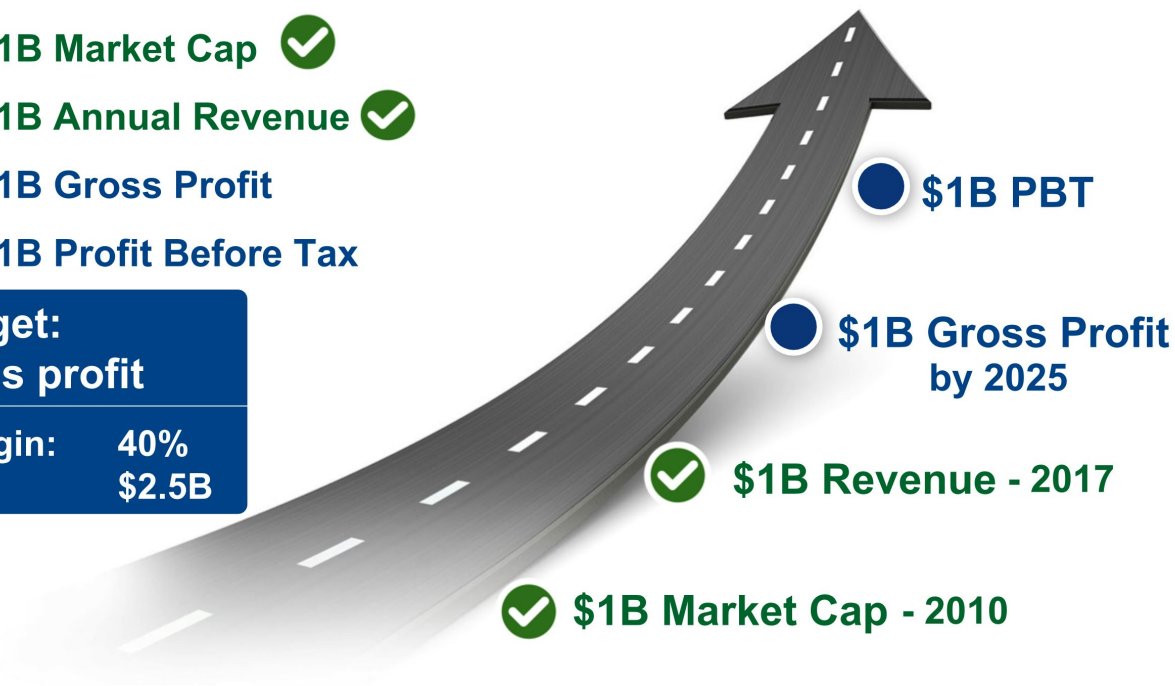 1B Market Cap
1B Annual Revenue
1B Gross Profit
1B Profit Before Tax
get:
s profit
gin: 40%
$2.5B
$1B PBT
$1B Gross Profit
by 2025
$1B Revenue - 2017
$1B Market Cap - 2010